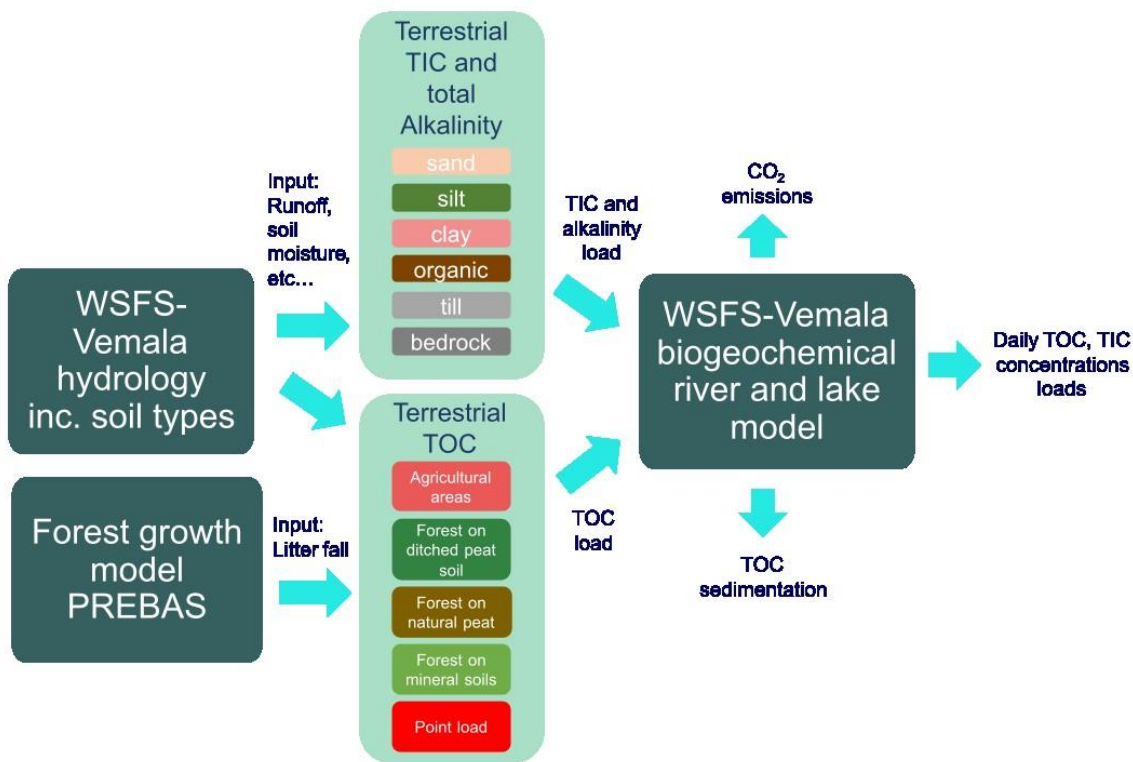 Terrestrial
TIC and
total
Alkalinity
sand
silt
clay
organic
till
bedrock
Input:
Runoff,
soil
moisture,
etc...
WSFS-
Vemala
hydrology
inc. soil types
Forest growth
model
PREBAS
Input:
Litter fall
Terrestrial
TOC
Agricultural
areas
Forest on
ditched peat
soil
Forest on
natural peat
Forest on
mineral soils
Point load
TIC and
alkalinity
load
TOC
load
WSFS-Vemala
biogeochemical
river and lake
model
CO₂
emissions
Daily TOC, TIC
concentrations
loads
TOC
sedimentation